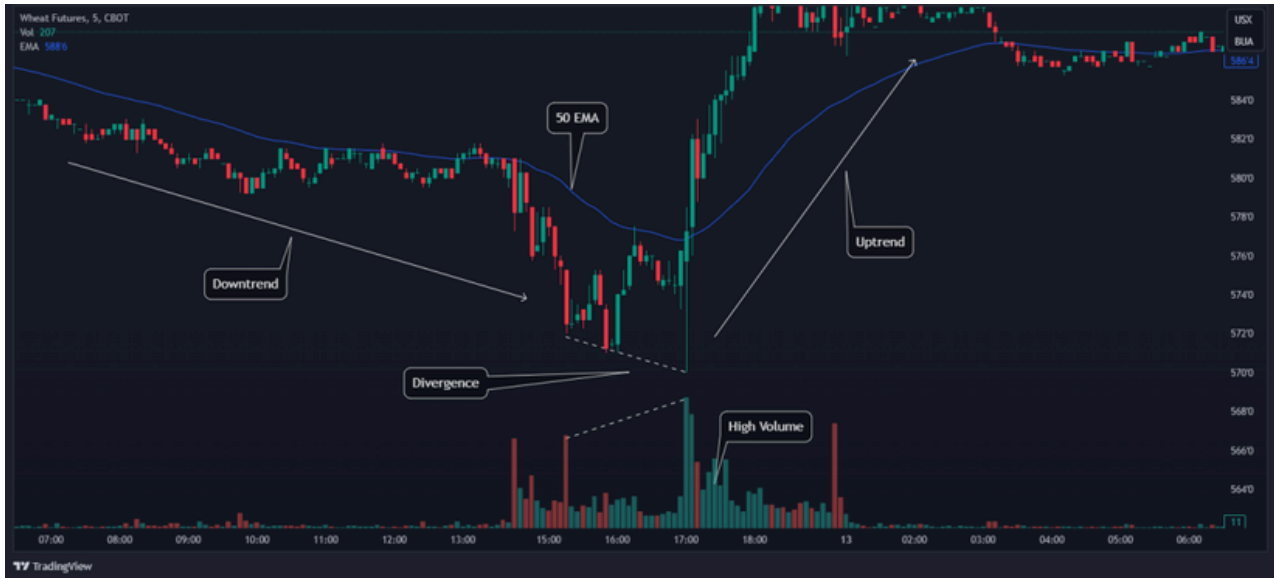 Wheat Futures, 5, CBOT
Vol 207
EMA 588'6
USX
BUA
586'4
584'0
582'0
580'0
578'0
576'0
574'0
572'0
570'0
568'0
566'0
564'0
11
50 EMA
Downtrend
Uptrend
Divergence
High Volume
07:00 08:00 09:00 10:00 11:00 12:00 13:00 15:00 16:00 17:00 18:00 13 02:00 03:00 04:00 05:00 06:00
TradingView